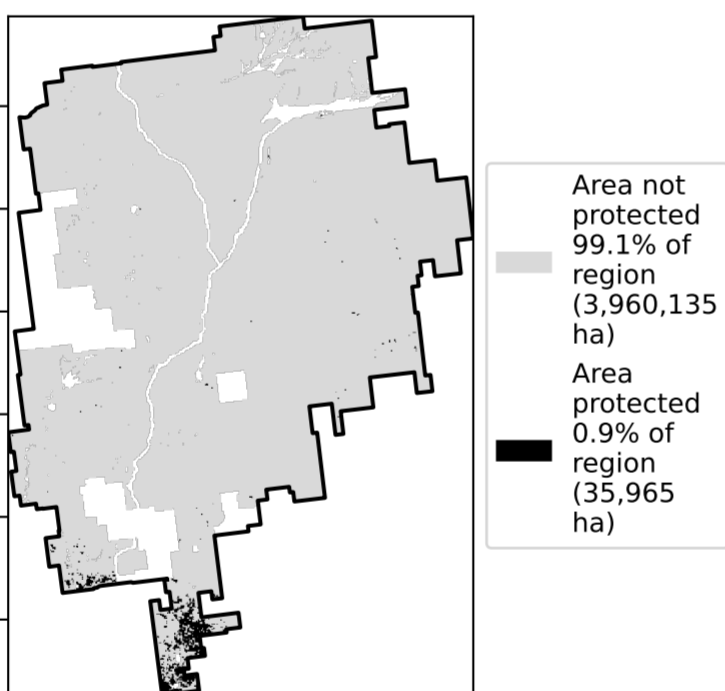 Area not
protected
99.1% of
region
(3,960,135
ha)
Area
protected
0.9% of
region
(35,965
ha)